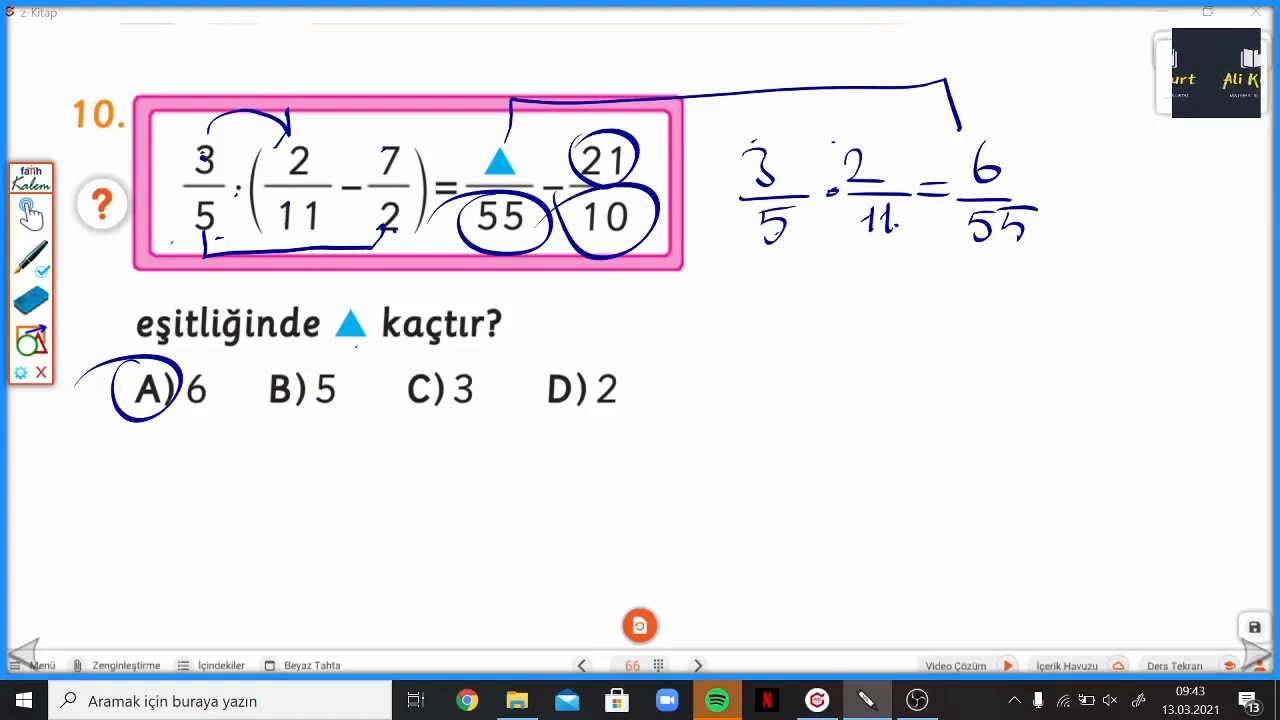 z-Kitap
urt Ali K
10.
3/5 : (2/11 − 7/2) = ▲/55 − 21/10
3/5 · 2/11 = 6/55
fatih
Kalem
?
eşitliğinde ▲ kaçtır?
A) 6 B) 5 C) 3 D) 2
Menü Zenginleştirme İçindekiler Beyaz Tahta 66 Video Çözüm İçerik Havuzu Ders Tekrarı
Aramak için buraya yazın
09:43
13.03.2021
13